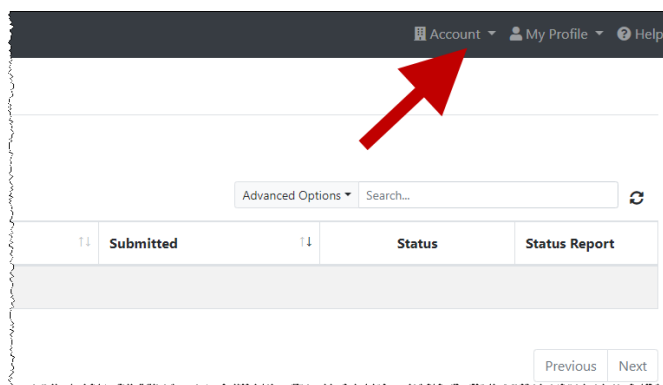 Account My Profile Help
Advanced Options Search...
Submitted Status Status Report
Previous Next